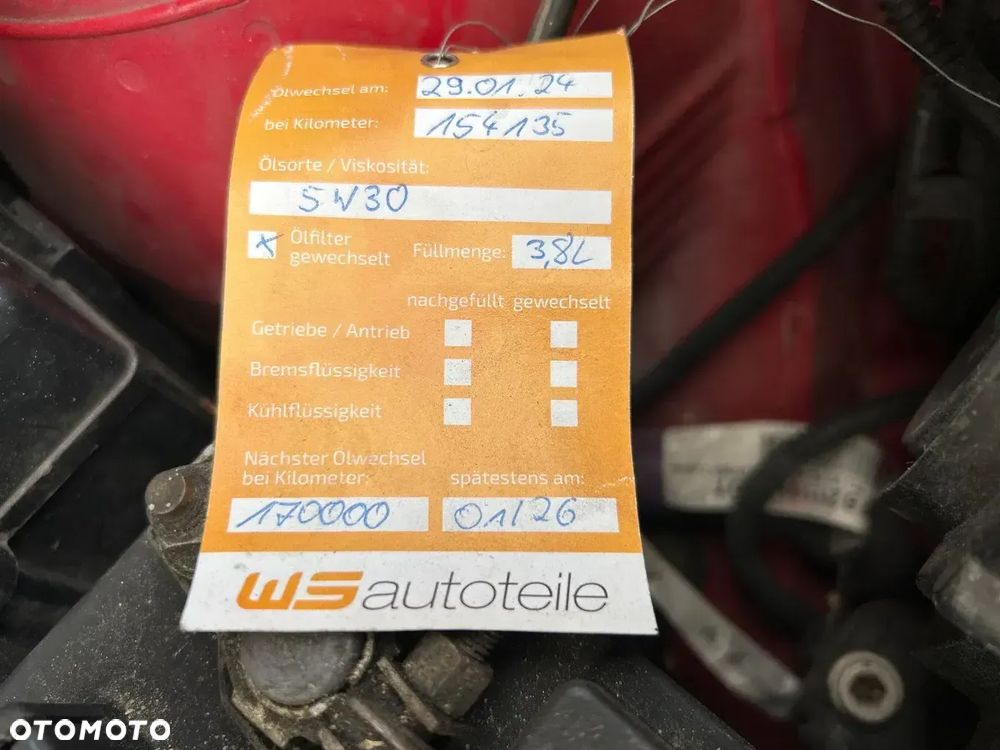 Ölwechsel am: 29.01.24
bei Kilometer: 154135
Ölsorte / Viskosität:
5W30
x Ölfilter gewechselt Füllmenge: 3,8L
nachgefüllt gewechselt
Getriebe / Antrieb
Bremsflüssigkeit
Kühlflüssigkeit
Nächster Ölwechsel
bei Kilometer: spätestens am:
170000 01/26
WS autoteile
OTOMOTO